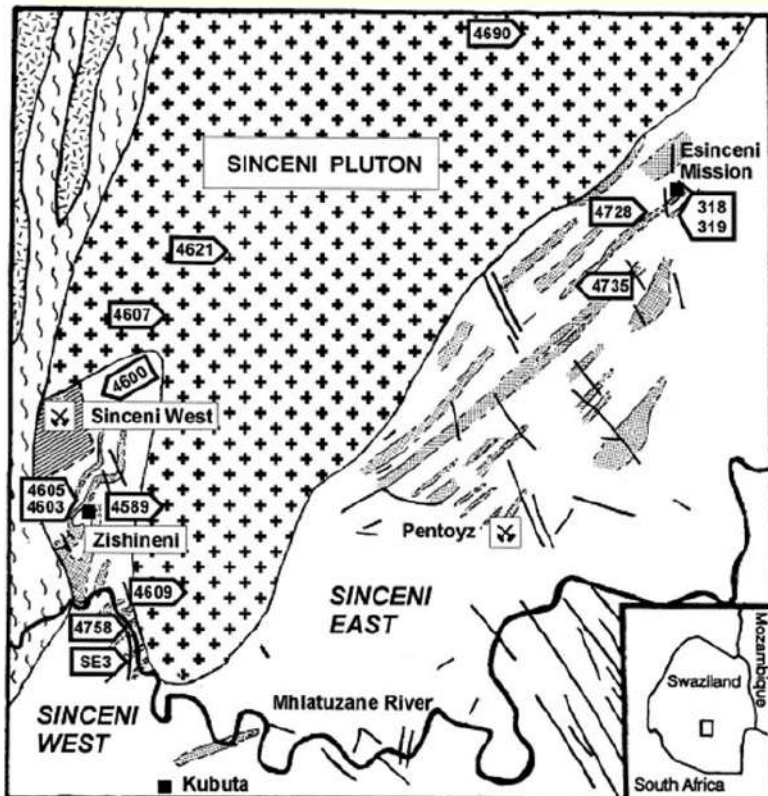 4690
SINCENI PLUTON
Esinceni
Mission
4728
318
319
4621
4735
4607
4600
Sinceni West
4605
4603
4589
Zishineni
Pentoyz
4609
SINCENI
EAST
4758
SE3
SINCENI
WEST
Mhlatuzane River
Kubuta
Mozambique
Swaziland
South Africa